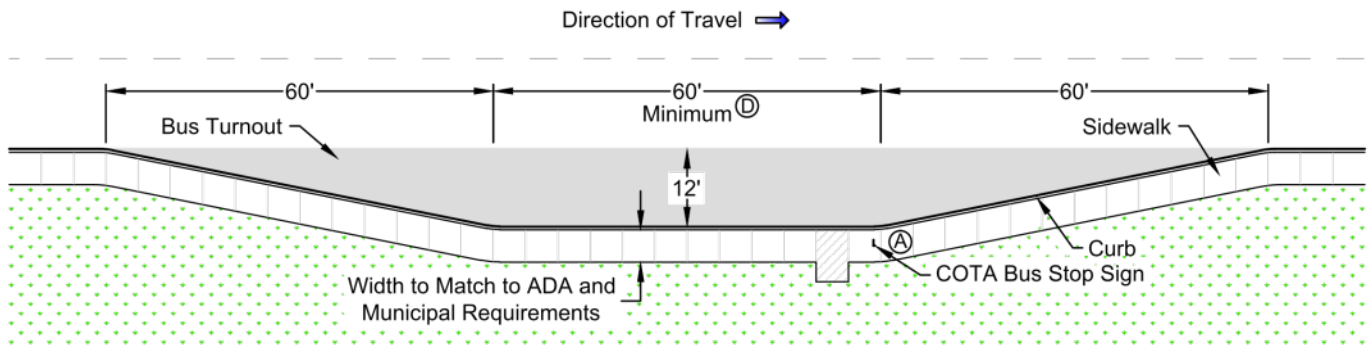 Direction of Travel
60'
60'
60'
Minimum Ⓓ
Bus Turnout
Sidewalk
12'
Ⓐ
Curb
COTA Bus Stop Sign
Width to Match to ADA and
Municipal Requirements